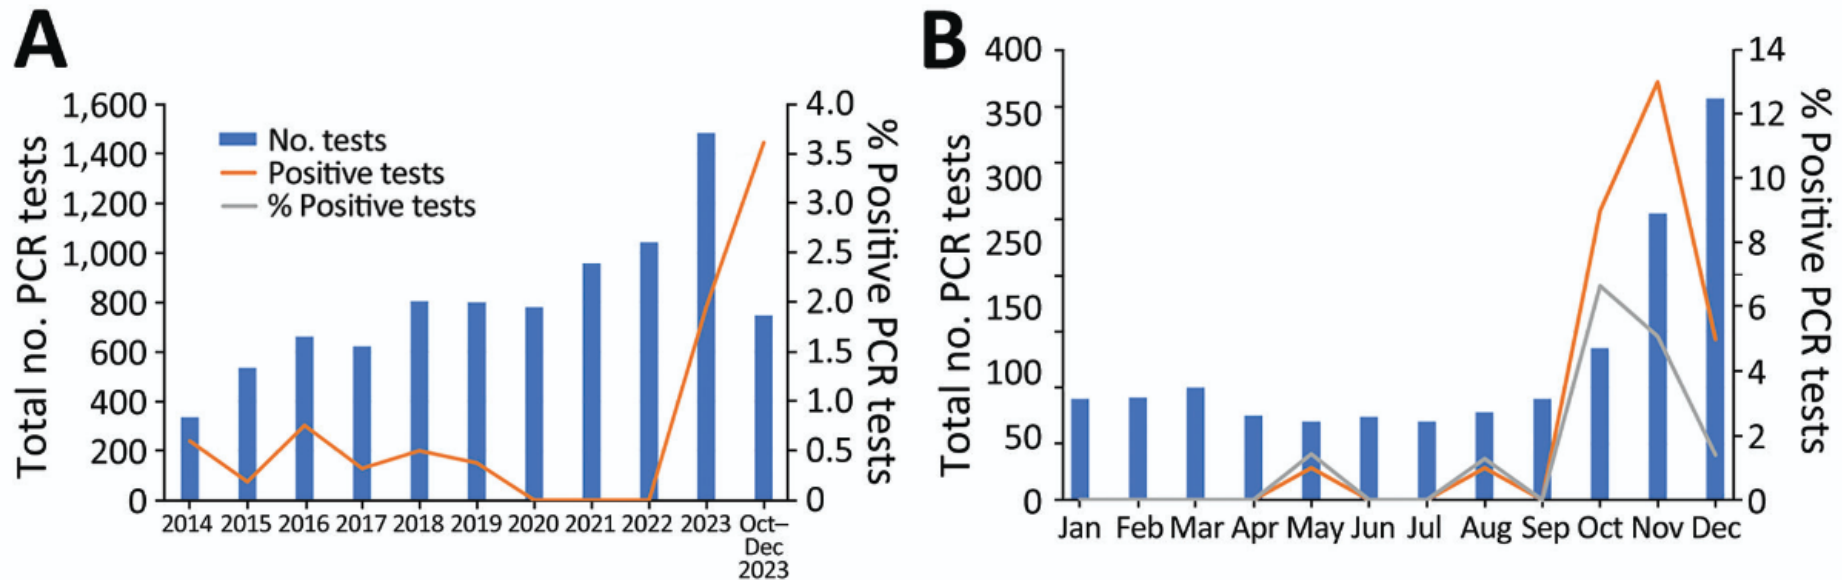 A
Total no. PCR tests
1,600
1,400
1,200
1,000
800
600
400
200
0
No. tests
Positive tests
% Positive tests
4.0
3.5
3.0
2.5
2.0
1.5
1.0
0.5
0
% Positive PCR tests
2014 2015 2016 2017 2018 2019 2020 2021 2022 2023 Oct–
Dec
2023
B
Total no. PCR tests
400
350
300
250
150
100
50
0
14
12
10
8
6
4
2
0
% Positive PCR tests
Jan Feb Mar Apr May Jun Jul Aug Sep Oct Nov Dec